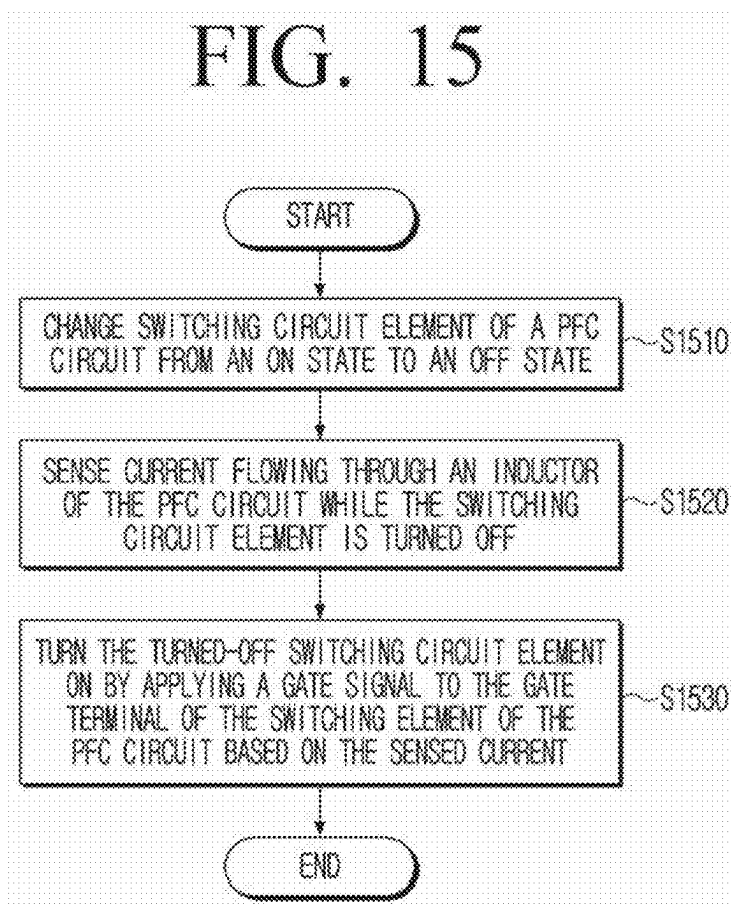 FIG. 15
START
CHANGE SWITCHING CIRCUIT ELEMENT OF A PFC
CIRCUIT FROM AN ON STATE TO AN OFF STATE
S1510
SENSE CURRENT FLOWING THROUGH AN INDUCTOR
OF THE PFC CIRCUIT WHILE THE SWITCHING
CIRCUIT ELEMENT IS TURNED OFF
S1520
TURN THE TURNED-OFF SWITCHING CIRCUIT ELEMENT
ON BY APPLYING A GATE SIGNAL TO THE GATE
TERMINAL OF THE SWITCHING ELEMENT OF THE
PFC CIRCUIT BASED ON THE SENSED CURRENT
S1530
END